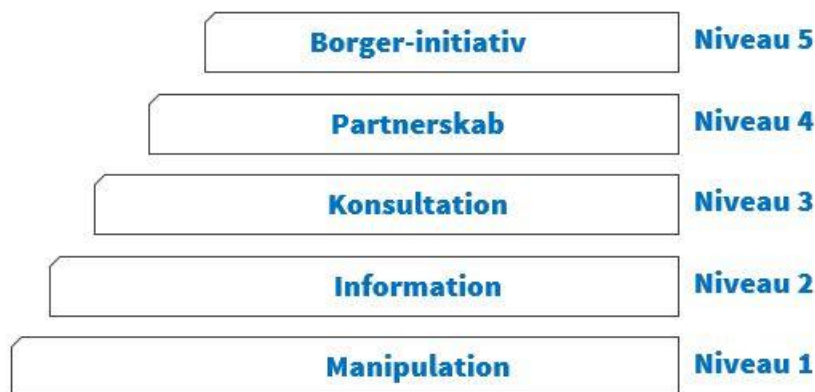 Borger-initiativ Niveau 5
Partnerskab Niveau 4
Konsultation Niveau 3
Information Niveau 2
Manipulation Niveau 1